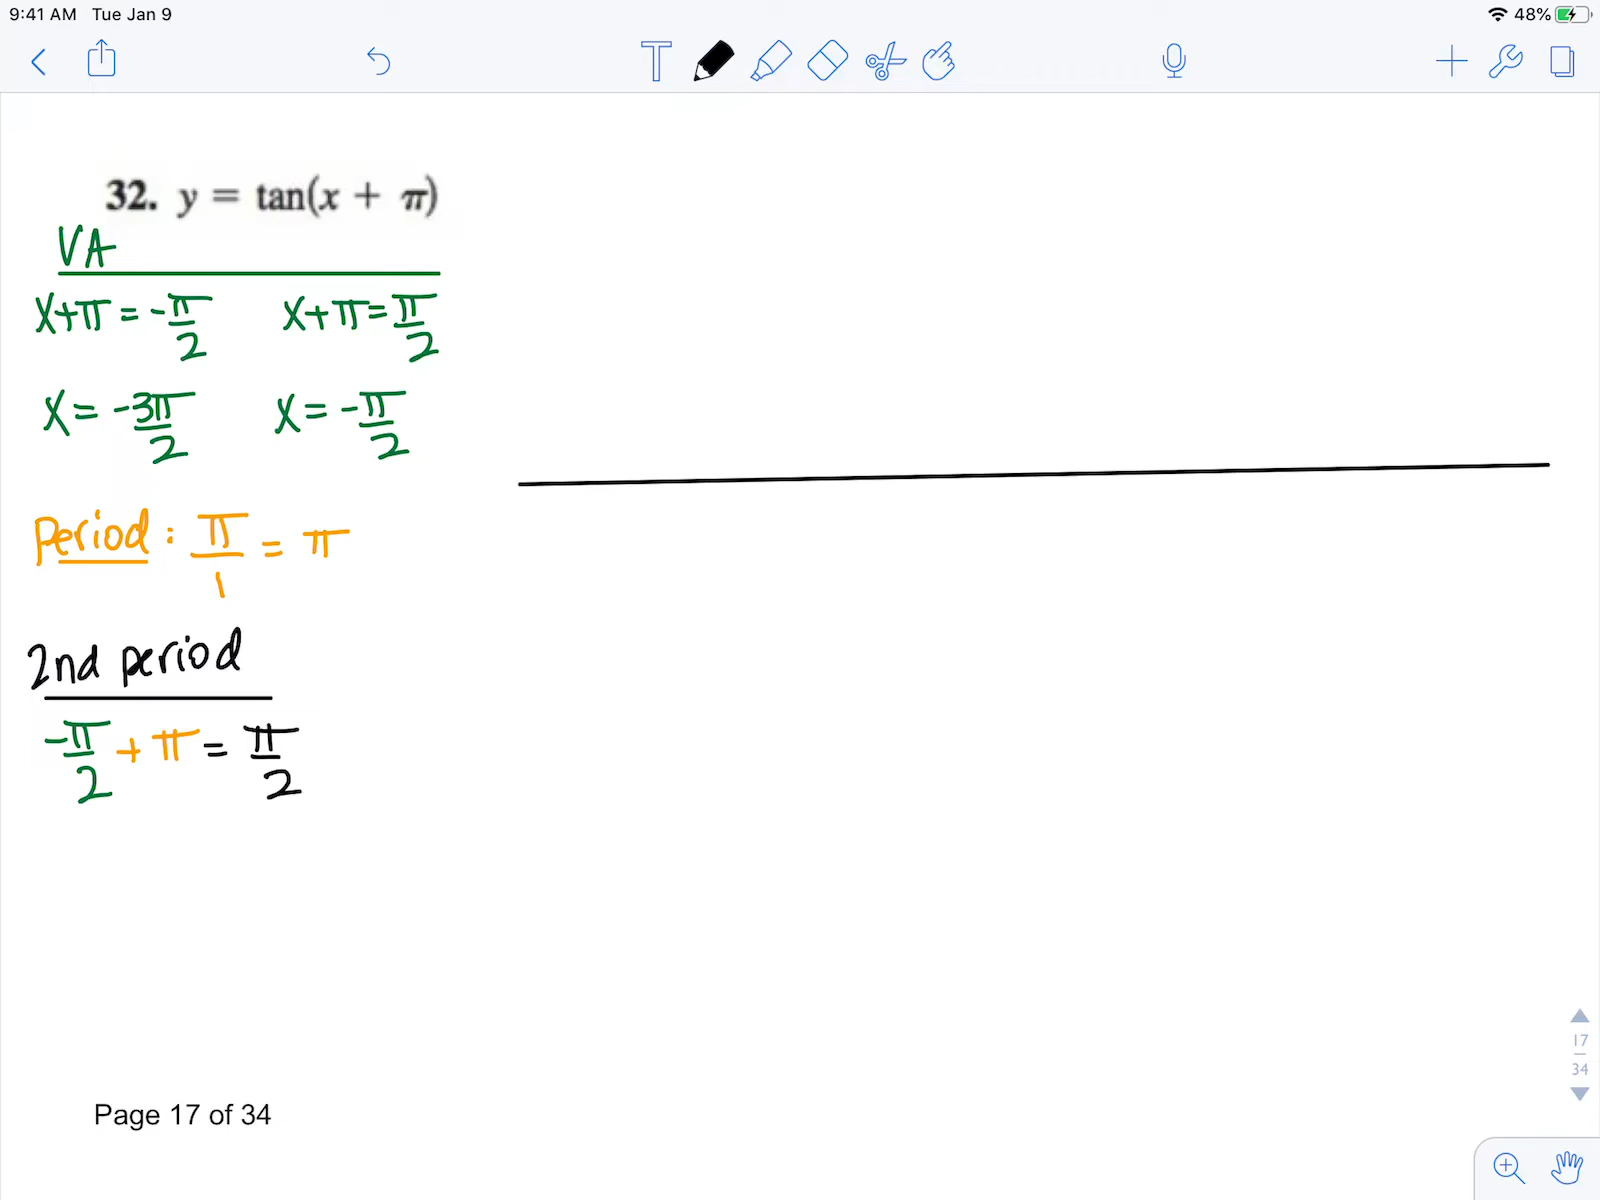 9:41 AM Tue Jan 9
48%
T
32. y = tan(x + π)
VA
x+π = -π/2    x+π = π/2
x = -3π/2    x = -π/2
Period: π/1 = π
2nd period
-π/2 + π = π/2
17
34
Page 17 of 34